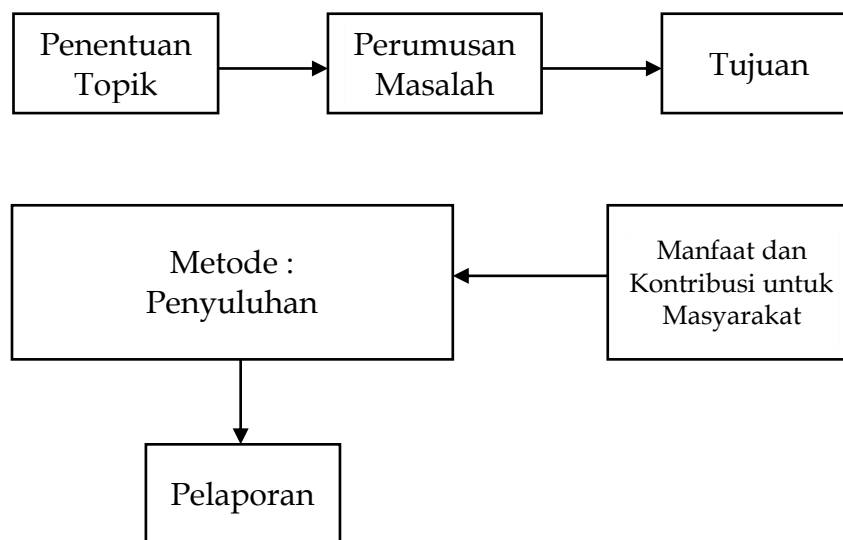 Penentuan
Topik
Perumusan
Masalah
Tujuan
Metode :
Penyuluhan
Manfaat dan
Kontribusi untuk
Masyarakat
Pelaporan